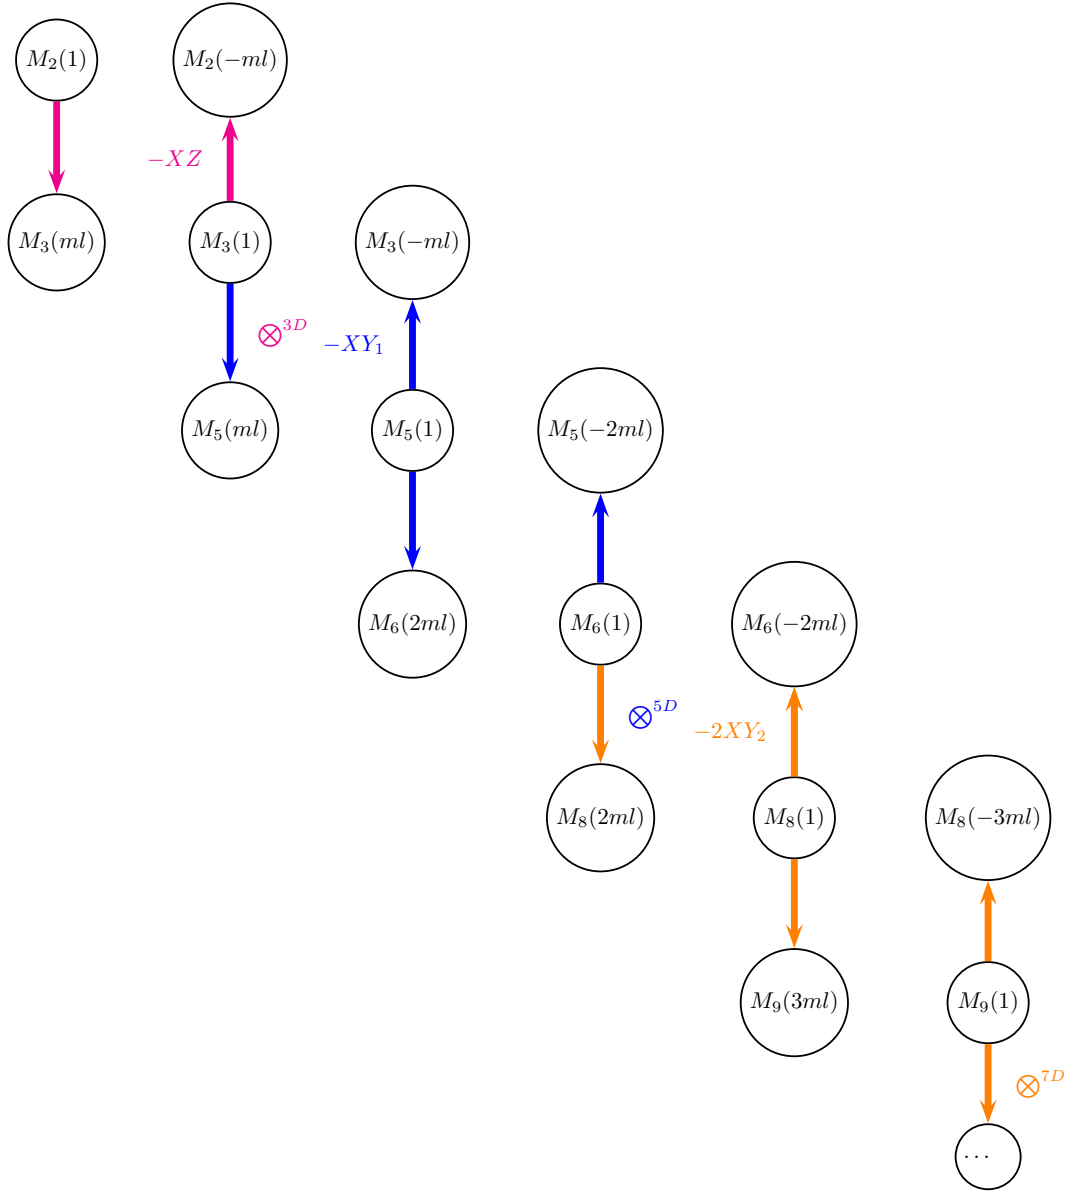 M₂(1)
M₂(−ml)
−XZ
M₃(ml)
M₃(1)
M₃(−ml)
⊗³ᴰ
−XY₁
M₅(ml)
M₅(1)
M₅(−2ml)
M₆(2ml)
M₆(1)
M₆(−2ml)
⊗⁵ᴰ
−2XY₂
M₈(2ml)
M₈(1)
M₈(−3ml)
M₉(3ml)
M₉(1)
⊗⁷ᴰ
...